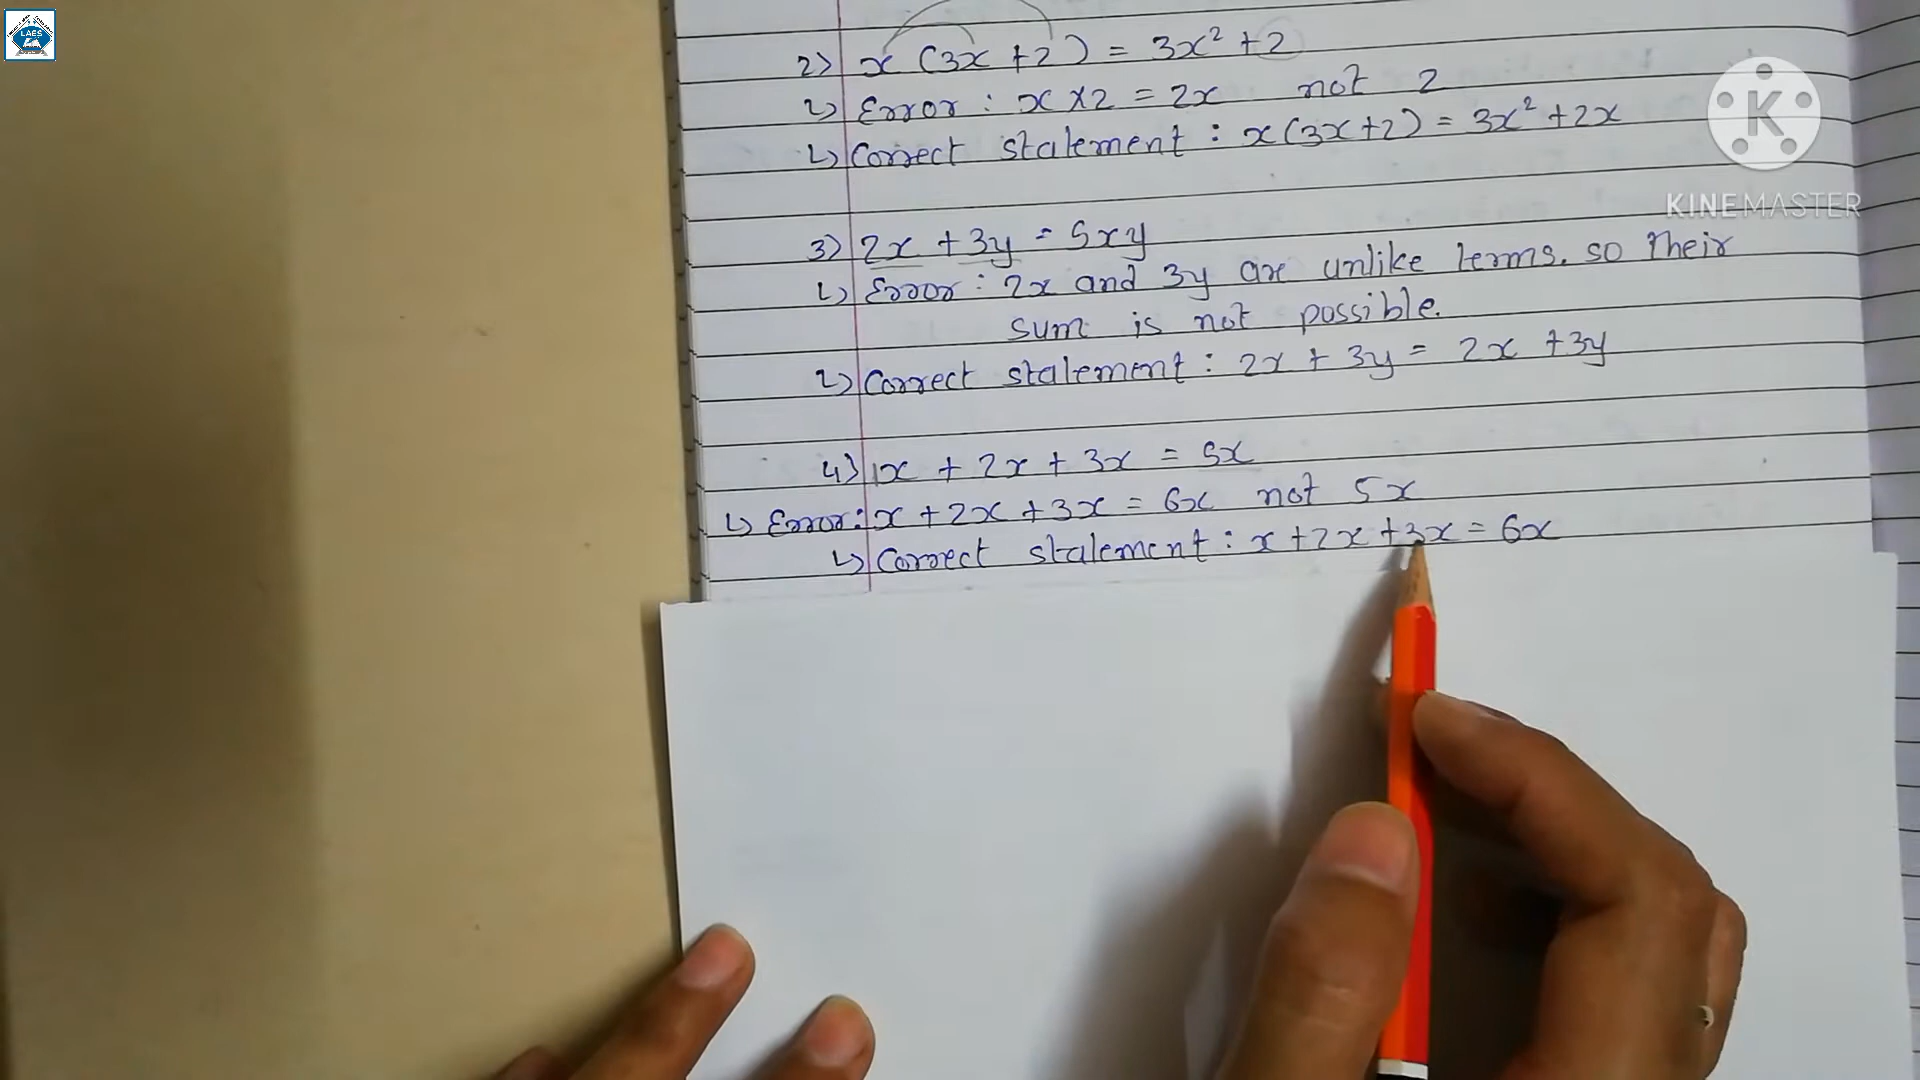 LAES
2) x (3x + 2) = 3x² + 2
↳ Error : x × 2 = 2x not 2
↳ Correct statement : x(3x+2) = 3x² + 2x
KINEMASTER
3) 2x + 3y = 5xy
↳ Error : 2x and 3y are unlike terms. so their
sum is not possible.
↳ Correct statement : 2x + 3y = 2x + 3y
4) 1x + 2x + 3x = 5x
↳ Error: x + 2x + 3x = 6x not 5x
↳ Correct statement : x + 2x + 3x = 6x